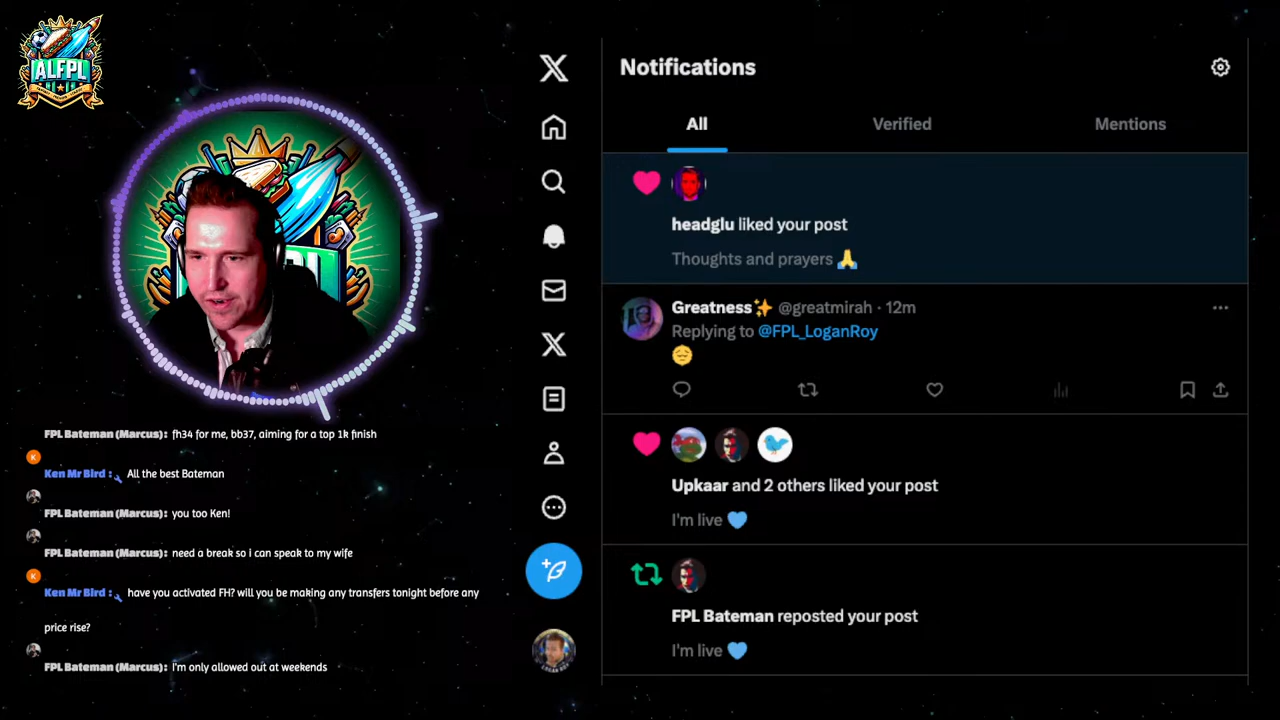 ALFPL
FPL Bateman (Marcus): fh34 for me, bb37, aiming for a top 1k finish
K
Ken Mr Bird : All the best Bateman
FPL Bateman (Marcus): you too Ken!
FPL Bateman (Marcus): need a break so i can speak to my wife
K
Ken Mr Bird : have you activated FH? will you be making any transfers tonight before any
price rise?
FPL Bateman (Marcus): I'm only allowed out at weekends
Notifications
All Verified Mentions
headglu liked your post
Thoughts and prayers 🙏
Greatness✨ @greatmirah · 12m
Replying to @FPL_LoganRoy
😔
Upkaar and 2 others liked your post
I'm live 💙
FPL Bateman reposted your post
I'm live 💙
LOGAN ROY